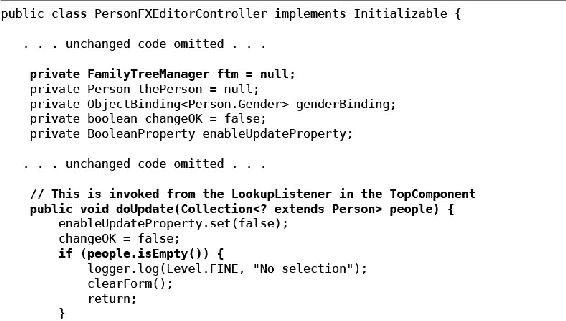 public class PersonFXEditorController implements Initializable {
. . . unchanged code omitted . . .
private FamilyTreeManager ftm = null;
private Person thePerson = null;
private ObjectBinding<Person.Gender> genderBinding;
private boolean changeOK = false;
private BooleanProperty enableUpdateProperty;
. . . unchanged code omitted . . .
// This is invoked from the LookupListener in the TopComponent
public void doUpdate(Collection<? extends Person> people) {
enableUpdateProperty.set(false);
changeOK = false;
if (people.isEmpty()) {
logger.log(Level.FINE, "No selection");
clearForm();
return;
}